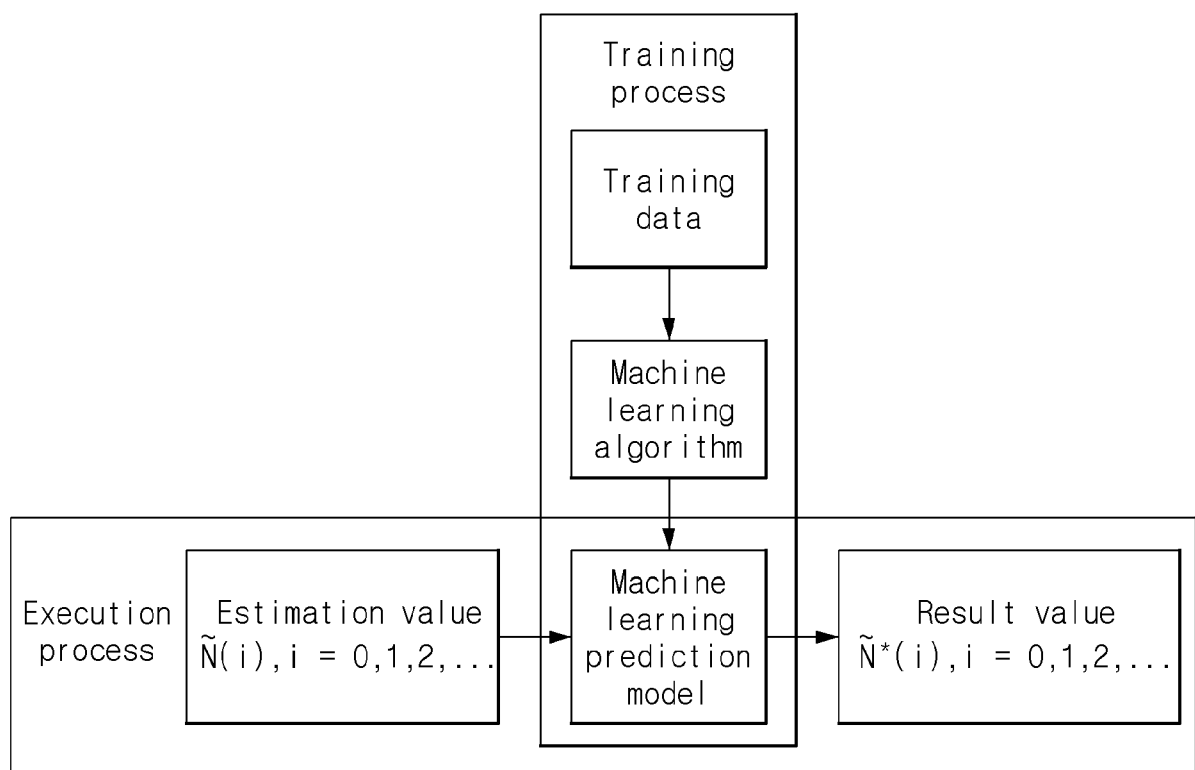 Training
process
Training
data
Machine
learning
algorithm
Execution
process
Estimation value
Ñ(i), i = 0,1,2,...
Machine
learning
prediction
model
Result value
Ñ*(i), i = 0,1,2,...